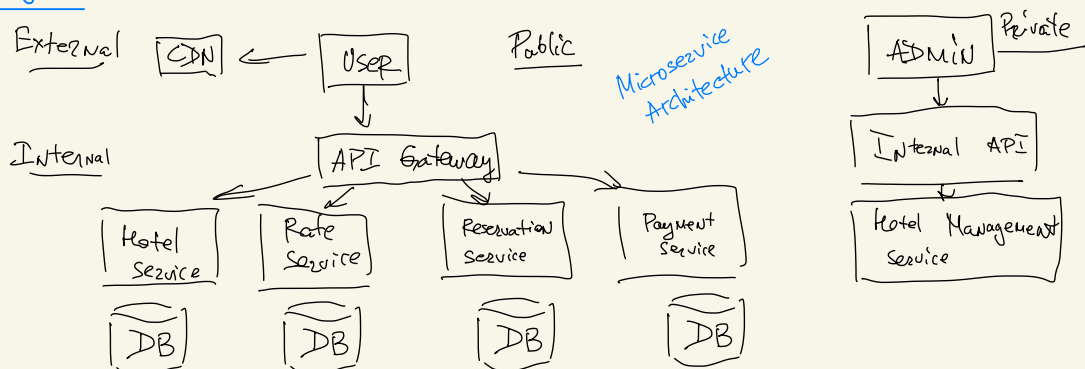 External
CDN
User
Public
Microservice
Architecture
ADMIN
Private
Internal
API Gateway
Internal API
Hotel
Service
Rate
Service
Reservation
Service
Payment
Service
Hotel Management
Service
DB
DB
DB
DB